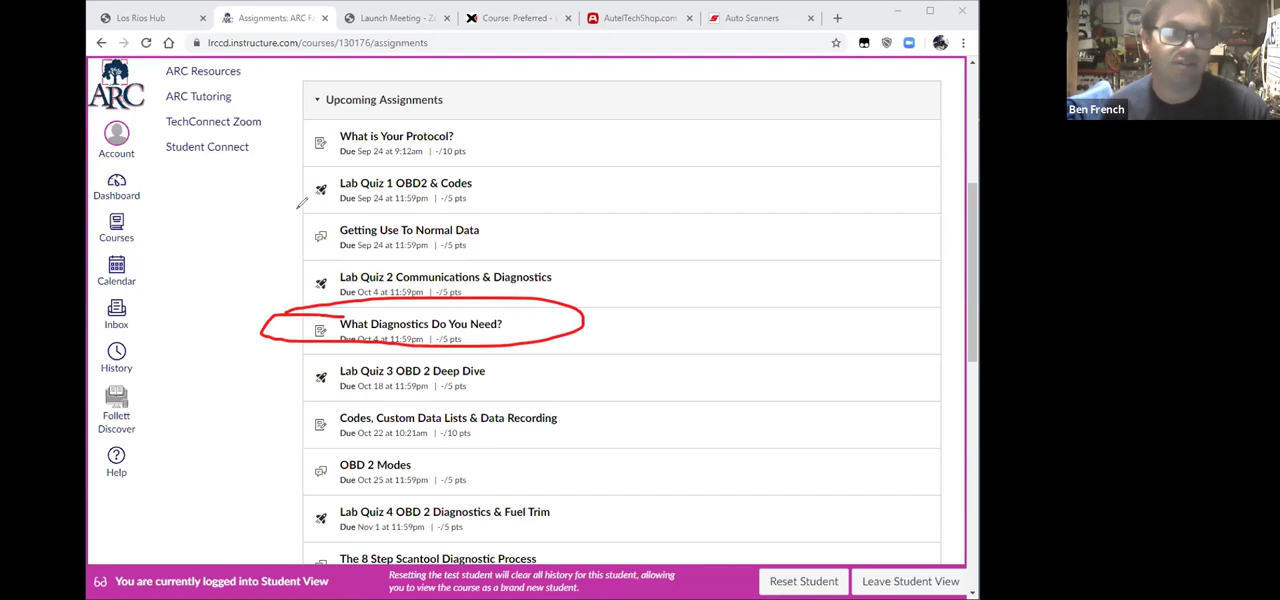 Los Rios Hub
Assignments: ARC F
Launch Meeting - Z
Course: Preferred -
AutelTechShop.com
Auto Scanners
lrccd.instructure.com/courses/130176/assignments
Ben French
ARC
Account
Dashboard
Courses
Calendar
Inbox
History
Follett
Discover
Help
ARC Resources
ARC Tutoring
TechConnect Zoom
Student Connect
Upcoming Assignments
What is Your Protocol?
Due Sep 24 at 9:12am | -/10 pts
Lab Quiz 1 OBD2 & Codes
Due Sep 24 at 11:59pm | -/5 pts
Getting Use To Normal Data
Due Sep 24 at 11:59pm | -/5 pts
Lab Quiz 2 Communications & Diagnostics
Due Oct 4 at 11:59pm | -/5 pts
What Diagnostics Do You Need?
Due Oct 4 at 11:59pm | -/5 pts
Lab Quiz 3 OBD 2 Deep Dive
Due Oct 18 at 11:59pm | -/5 pts
Codes, Custom Data Lists & Data Recording
Due Oct 22 at 10:21am | -/10 pts
OBD 2 Modes
Due Oct 25 at 11:59pm | -/5 pts
Lab Quiz 4 OBD 2 Diagnostics & Fuel Trim
Due Nov 1 at 11:59pm | -/5 pts
The 8 Step Scantool Diagnostic Process
You are currently logged into Student View
Resetting the test student will clear all history for this student, allowing
you to view the course as a brand new student.
Reset Student
Leave Student View